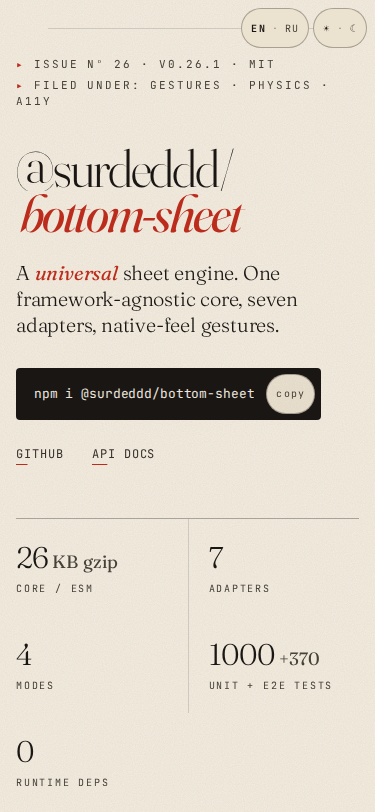 EN · RU
☀ · ☾
▸ ISSUE N° 26 · V0.26.1 · MIT
▸ FILED UNDER: GESTURES · PHYSICS ·
A11Y
@surdeddd/
bottom-sheet
A universal sheet engine. One
framework-agnostic core, seven
adapters, native-feel gestures.
npm i @surdeddd/bottom-sheet
copy
GITHUB
API DOCS
26 KB gzip
CORE / ESM
7
ADAPTERS
4
MODES
1000 +370
UNIT + E2E TESTS
0
RUNTIME DEPS